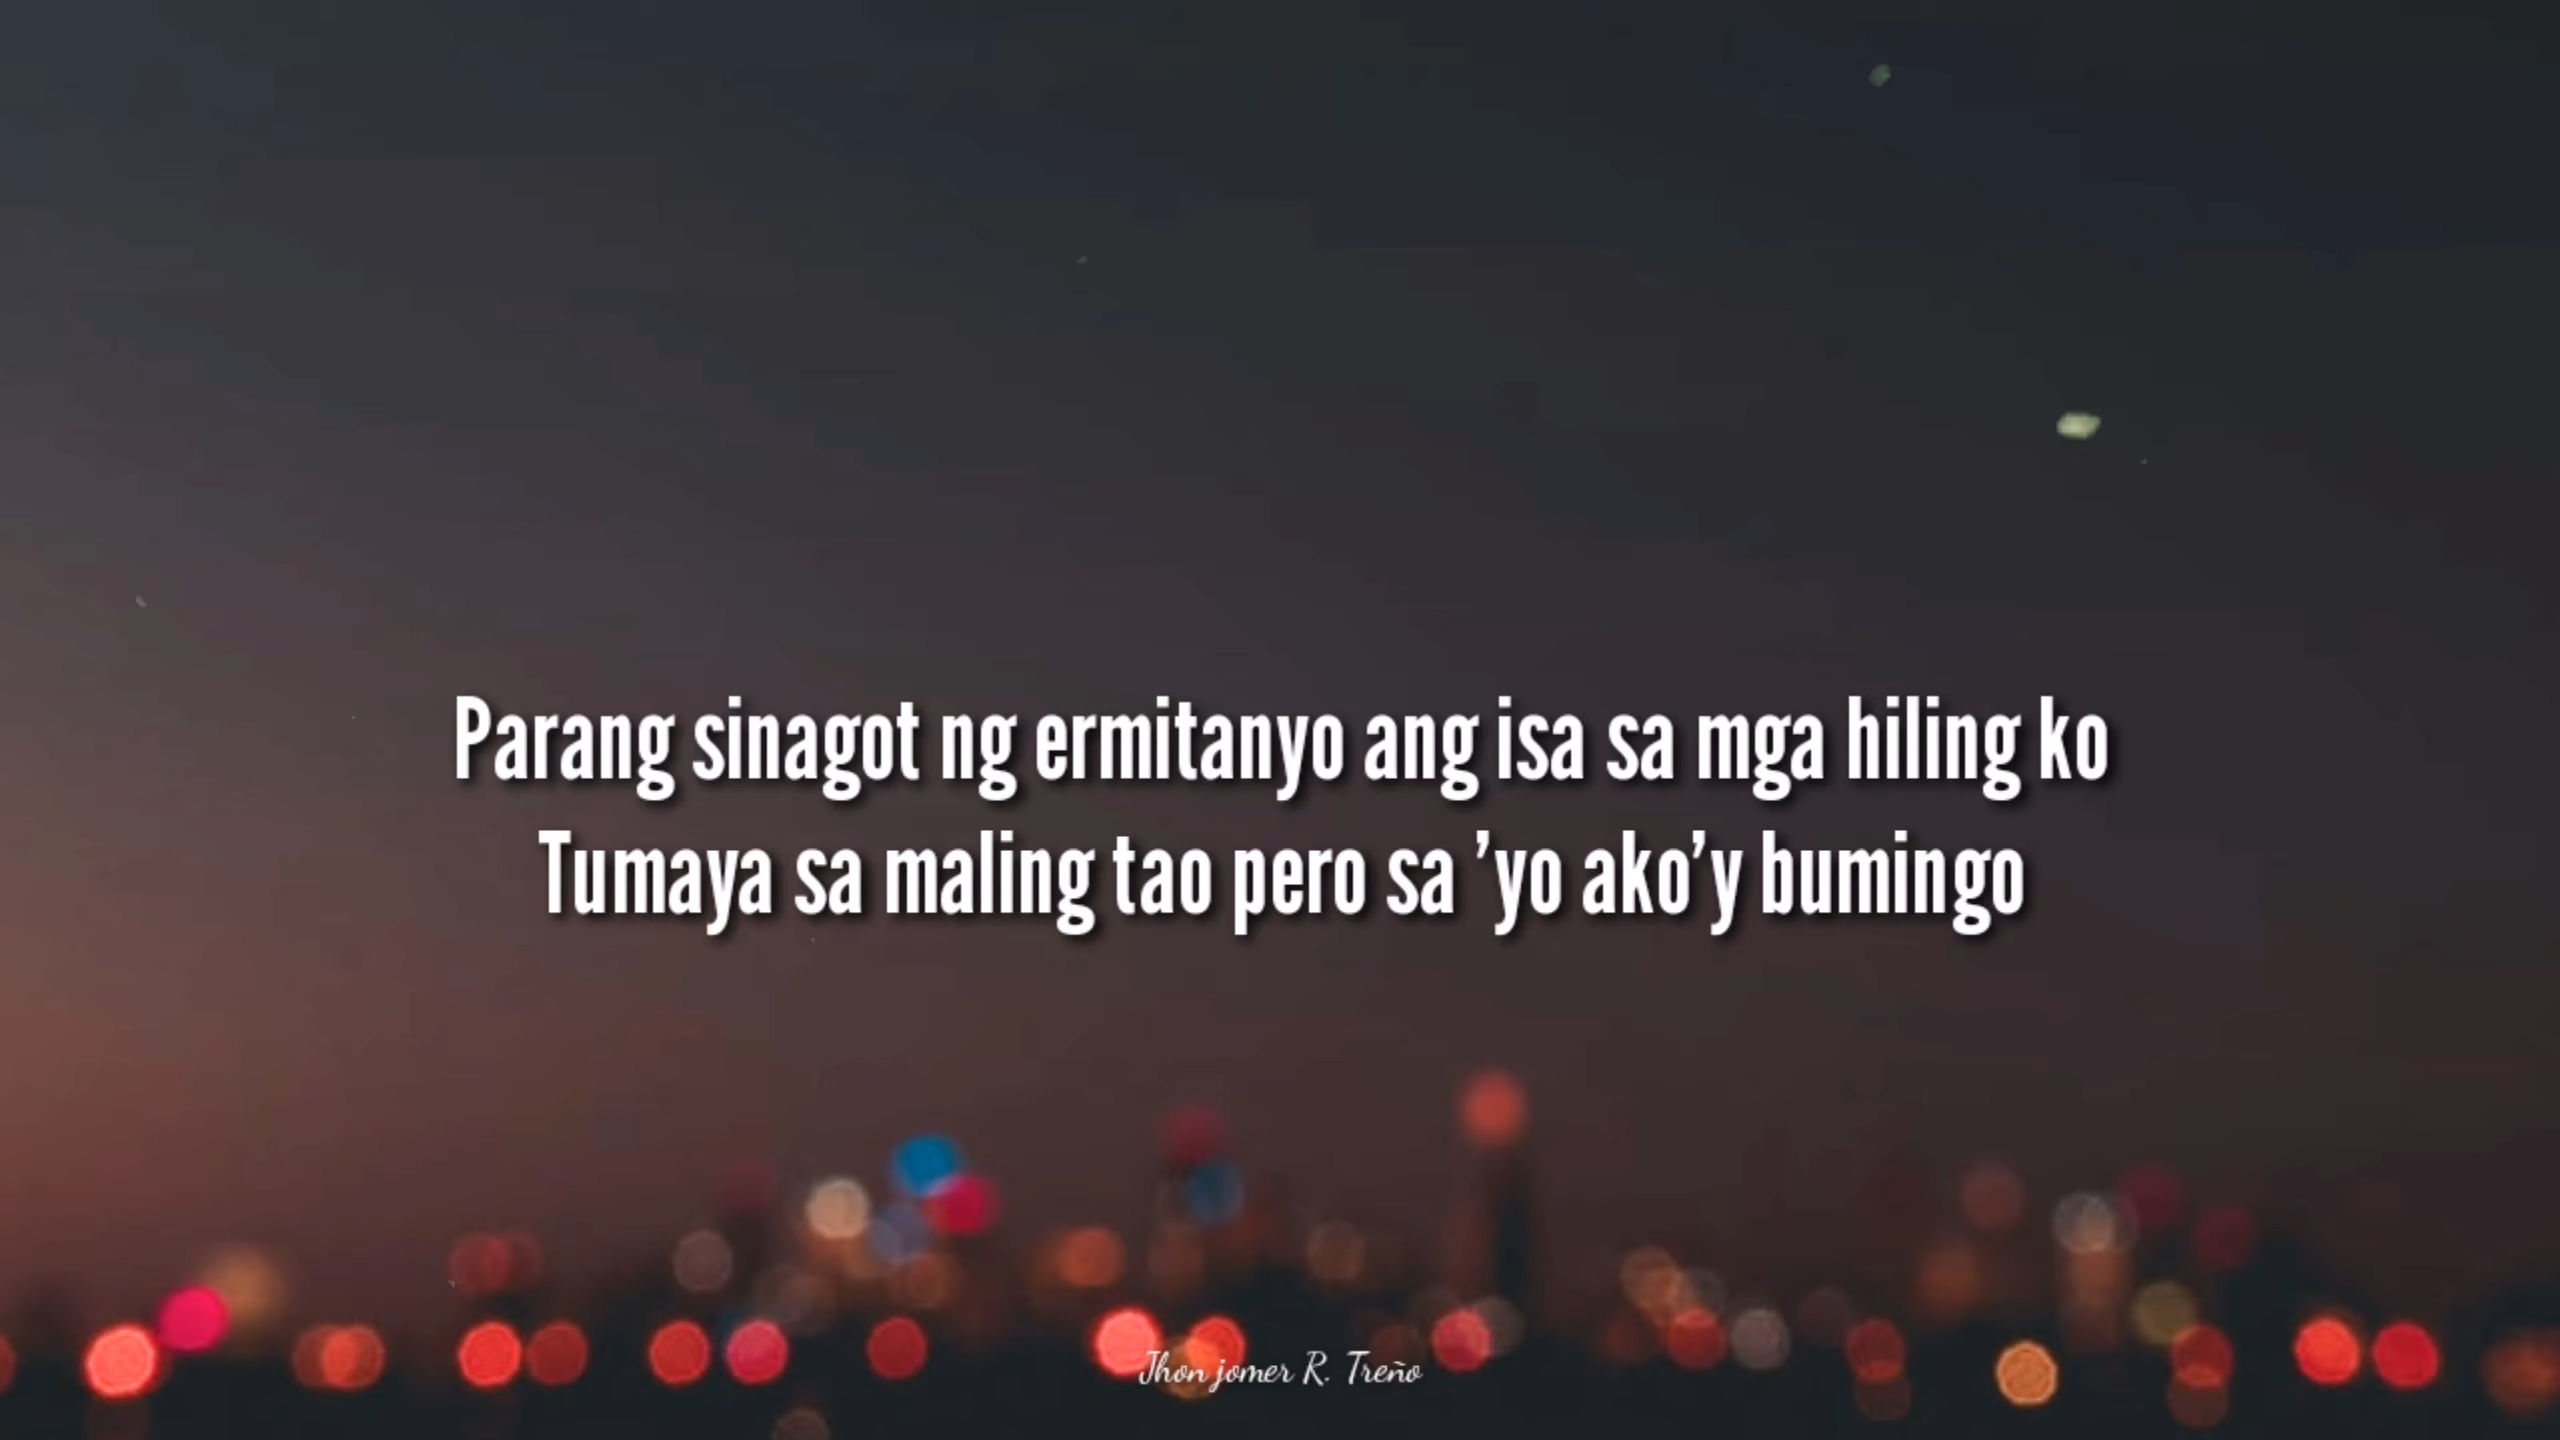 Parang sinagot ng ermitanyo ang isa sa mga hiling ko
Tumaya sa maling tao pero sa ’yo ako’y bumingo
Jhon jomer R. Treño